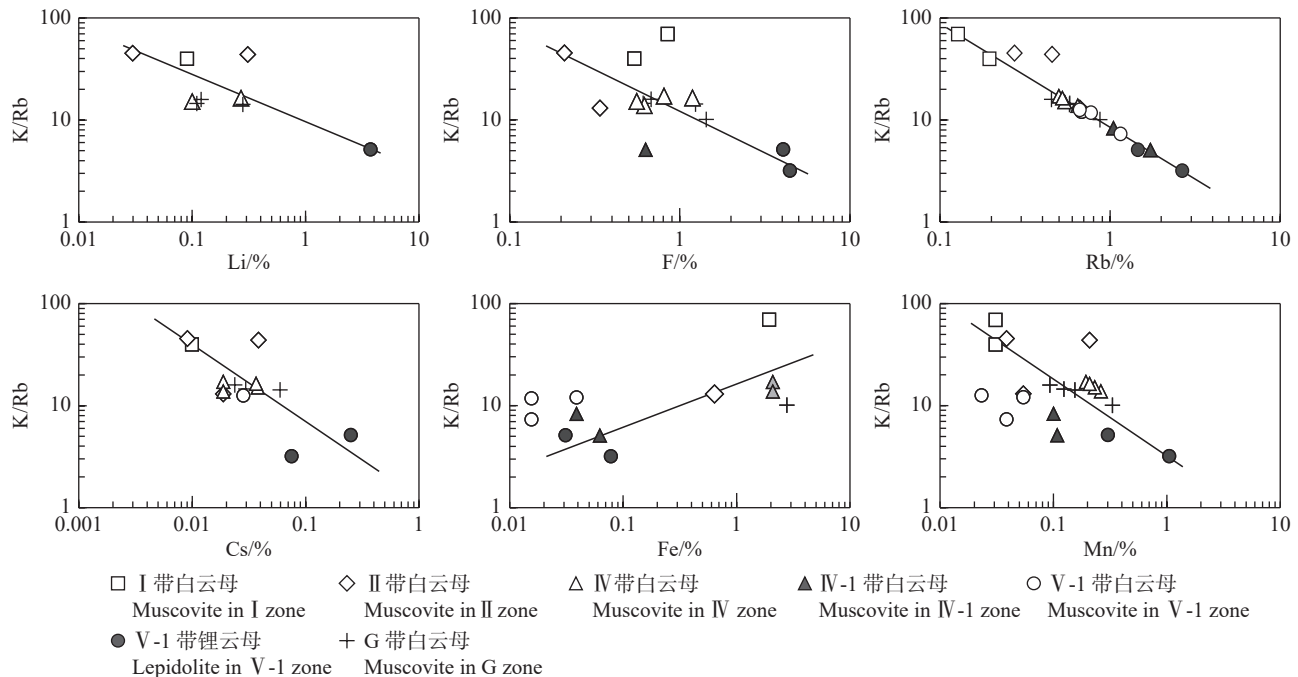 100
10
1
K/Rb
0.01
0.1
1
10
Li/%
100
10
1
K/Rb
0.1
1
10
F/%
100
10
1
K/Rb
0.1
1
10
Rb/%
100
10
1
K/Rb
0.001
0.01
0.1
1
Cs/%
100
10
1
K/Rb
0.01
0.1
1
10
Fe/%
100
10
1
K/Rb
0.01
0.1
1
10
Mn/%
Ⅰ 带白云母
Muscovite in Ⅰ zone
Ⅱ 带白云母
Muscovite in Ⅱ zone
Ⅳ 带白云母
Muscovite in Ⅳ zone
Ⅳ-1 带白云母
Muscovite in Ⅳ-1 zone
Ⅴ-1 带白云母
Muscovite in Ⅴ-1 zone
Ⅴ-1 带锂云母
Lepidolite in Ⅴ-1 zone
G 带白云母
Muscovite in G zone